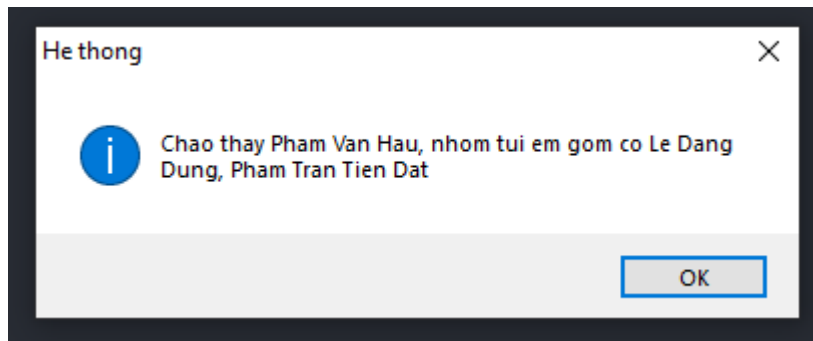 He thong
Chao thay Pham Van Hau, nhom tui em gom co Le Dang
Dung, Pham Tran Tien Dat
OK